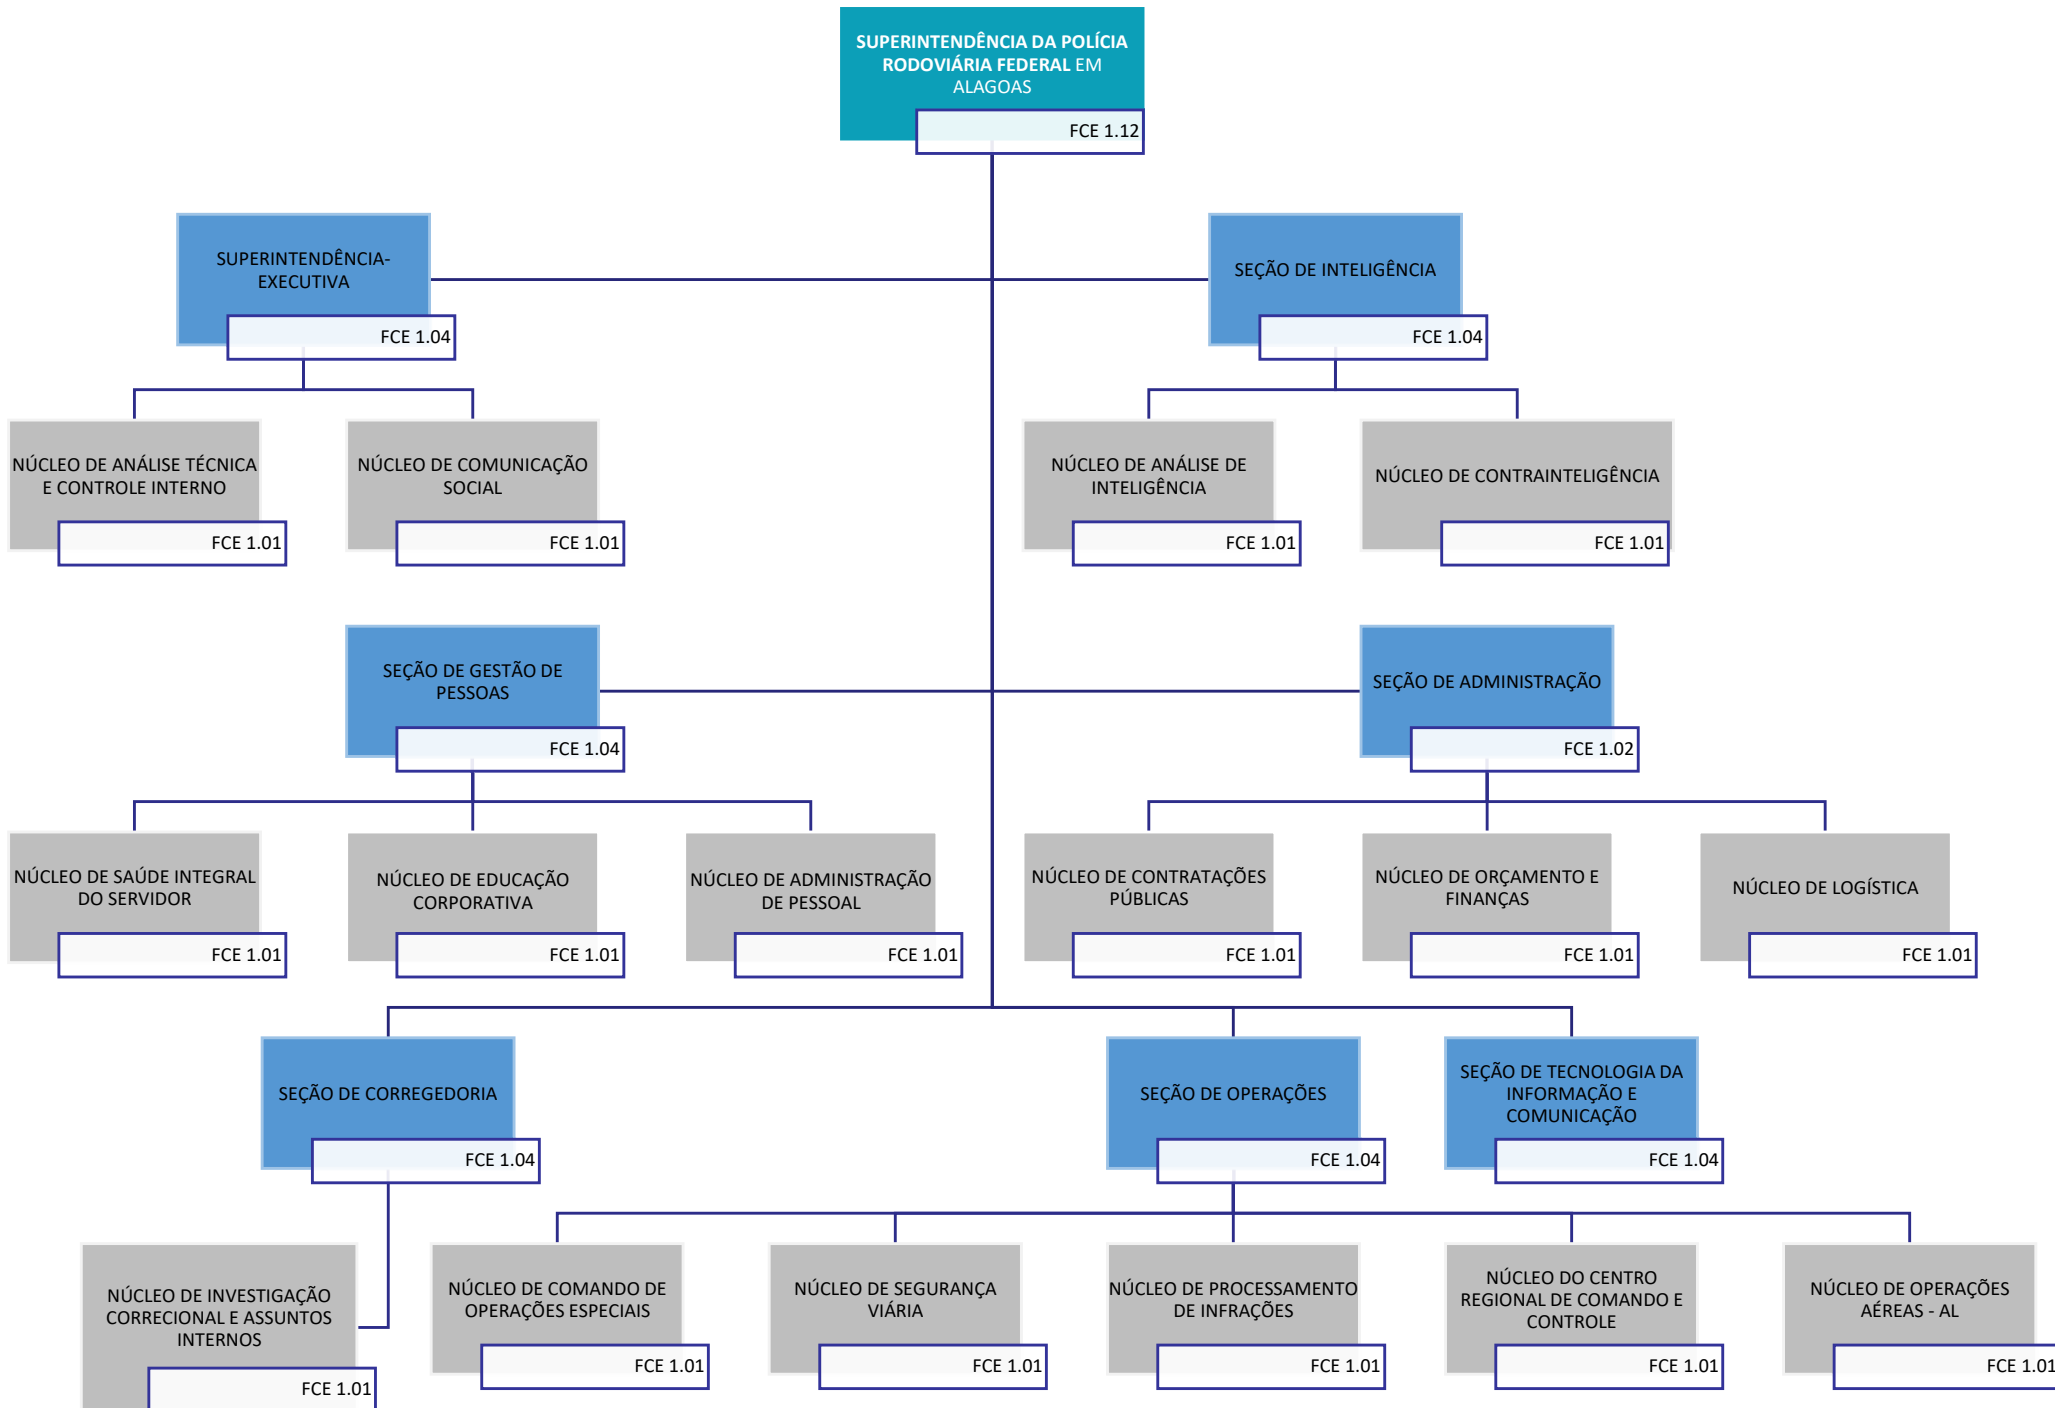 SUPERINTENDÊNCIA DA POLÍCIA
RODOVIÁRIA FEDERAL EM
ALAGOAS
FCE 1.12
SUPERINTENDÊNCIA-
EXECUTIVA
FCE 1.04
SEÇÃO DE INTELIGÊNCIA
FCE 1.04
NÚCLEO DE ANÁLISE TÉCNICA
E CONTROLE INTERNO
FCE 1.01
NÚCLEO DE COMUNICAÇÃO
SOCIAL
FCE 1.01
NÚCLEO DE ANÁLISE DE
INTELIGÊNCIA
FCE 1.01
NÚCLEO DE CONTRAINTELIGÊNCIA
FCE 1.01
SEÇÃO DE GESTÃO DE
PESSOAS
FCE 1.04
SEÇÃO DE ADMINISTRAÇÃO
FCE 1.02
NÚCLEO DE SAÚDE INTEGRAL
DO SERVIDOR
FCE 1.01
NÚCLEO DE EDUCAÇÃO
CORPORATIVA
FCE 1.01
NÚCLEO DE ADMINISTRAÇÃO
DE PESSOAL
FCE 1.01
NÚCLEO DE CONTRATAÇÕES
PÚBLICAS
FCE 1.01
NÚCLEO DE ORÇAMENTO E
FINANÇAS
FCE 1.01
NÚCLEO DE LOGÍSTICA
FCE 1.01
SEÇÃO DE CORREGEDORIA
FCE 1.04
SEÇÃO DE OPERAÇÕES
FCE 1.04
SEÇÃO DE TECNOLOGIA DA
INFORMAÇÃO E
COMUNICAÇÃO
FCE 1.04
NÚCLEO DE INVESTIGAÇÃO
CORRECIONAL E ASSUNTOS
INTERNOS
FCE 1.01
NÚCLEO DE COMANDO DE
OPERAÇÕES ESPECIAIS
FCE 1.01
NÚCLEO DE SEGURANÇA
VIÁRIA
FCE 1.01
NÚCLEO DE PROCESSAMENTO
DE INFRAÇÕES
FCE 1.01
NÚCLEO DO CENTRO
REGIONAL DE COMANDO E
CONTROLE
FCE 1.01
NÚCLEO DE OPERAÇÕES
AÉREAS - AL
FCE 1.01